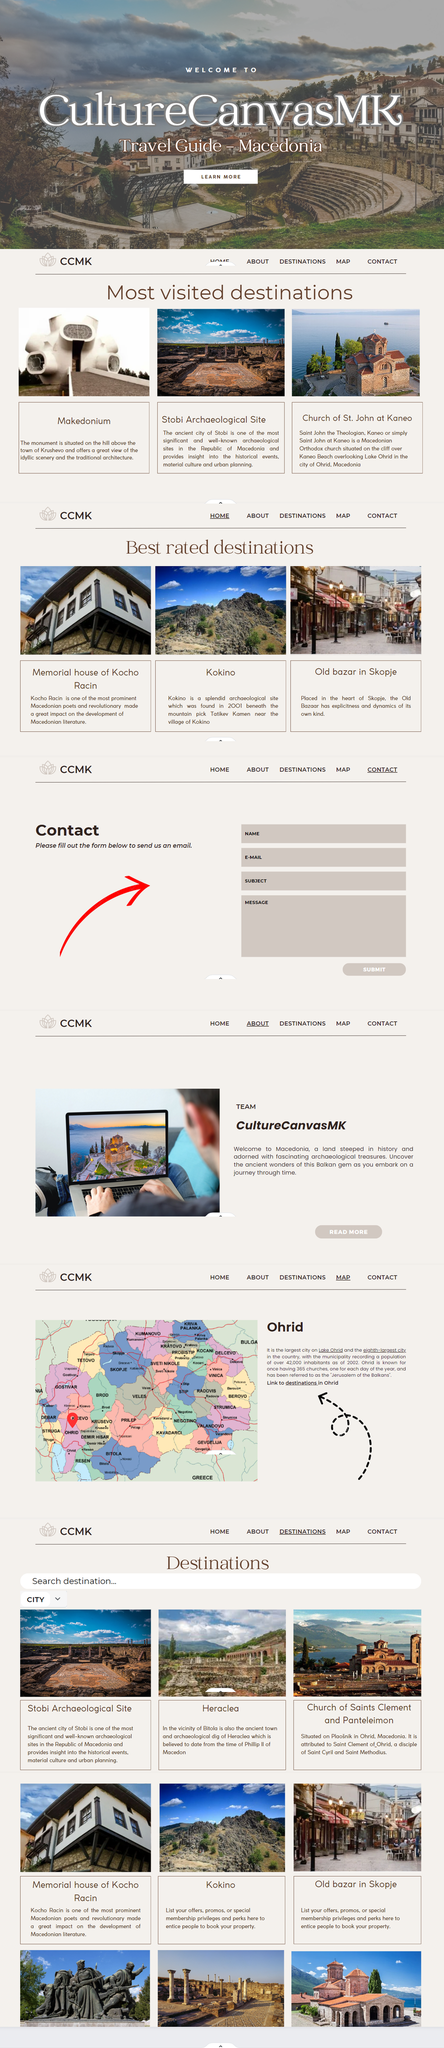 WELCOME TO
CultureCanvasMK
Travel Guide - Macedonia
LEARN MORE
CCMK
HOME ABOUT DESTINATIONS MAP CONTACT
Most visited destinations
Makedonium
The monument is situated on the hill above the
town of Krushevo and offers a great view of the
idyllic scenery and the traditional architecture.
Stobi Archaeological Site
The ancient city of Stobi is one of the most
significant and well-known archaeological
sites in the Republic of Macedonia and
provides insight into the historical events,
material culture and urban planning.
Church of St. John at Kaneo
Saint John the Theologian, Kaneo or simply
Saint John at Kaneo is a Macedonian
Orthodox church situated on the cliff over
Kaneo Beach overlooking Lake Ohrid in the
city of Ohrid, Macedonia
CCMK
HOME ABOUT DESTINATIONS MAP CONTACT
Best rated destinations
Memorial house of Kocho
Racin
Kocho Racin is one of the most prominent
Macedonian poets and revolutionary made
a great impact on the development of
Macedonian literature.
Kokino
Kokino is a splendid archaeological site
which was found in 2001 beneath the
mountain pick Tatikev Kamen near the
village of Kokino
Old bazar in Skopje
Placed in the heart of Skopje, the Old
Bazaar has explicitness and dynamics of its
own kind.
CCMK
HOME ABOUT DESTINATIONS MAP CONTACT
Contact
Please fill out the form below to send us an email.
NAME
E-MAIL
SUBJECT
MESSAGE
SUBMIT
CCMK
HOME ABOUT DESTINATIONS MAP CONTACT
TEAM
CultureCanvasMK
Welcome to Macedonia, a land steeped in history and
adorned with fascinating archaeological treasures. Uncover
the ancient wonders of this Balkan gem as you embark on a
journey through time.
READ MORE
CCMK
HOME ABOUT DESTINATIONS MAP CONTACT
BULGA
KUMANOVO
KRATOVO
TETOVO
SKOPJE
KOCANI
DELCEVO
SVETI NIKOLE
VINICA
GOSTIVAR
STIP
RADOVIS
BEROVO
BROD
VELES
STRUMICA
DEBAR
KRUSEVO
PRILEP
NEGOTINO
VALANDOVO
STRUGA
OHRID
DEMIR HISAR
KAVADARCI
GEVGELIJA
RESEN
BITOLA
GREECE
Ohrid
It is the largest city on Lake Ohrid and the eighth-largest city
in the country, with the municipality recording a population
of over 42,000 inhabitants as of 2002. Ohrid is known for
once having 365 churches, one for each day of the year, and
has been referred to as the "Jerusalem of the Balkans".
Link to destinations in Ohrid
CCMK
HOME ABOUT DESTINATIONS MAP CONTACT
Destinations
Search destination...
CITY
Stobi Archaeological Site
The ancient city of Stobi is one of the most
significant and well-known archaeological
sites in the Republic of Macedonia and
provides insight into the historical events,
material culture and urban planning.
Heraclea
In the vicinity of Bitola is also the ancient town
and archaeological dig of Heraclea which is
believed to date from the time of Phillip II of
Macedon
Church of Saints Clement
and Panteleimon
Situated on Plaošnik in Ohrid, Macedonia. It is
attributed to Saint Clement of Ohrid, a disciple
of Saint Cyril and Saint Methodius.
Memorial house of Kocho
Racin
Kocho Racin is one of the most prominent
Macedonian poets and revolutionary made
a great impact on the development of
Macedonian literature.
Kokino
List your offers, promos, or special
membership privileges and perks here to
entice people to book your property.
Old bazar in Skopje
List your offers, promos, or special
membership privileges and perks here to
entice people to book your property.